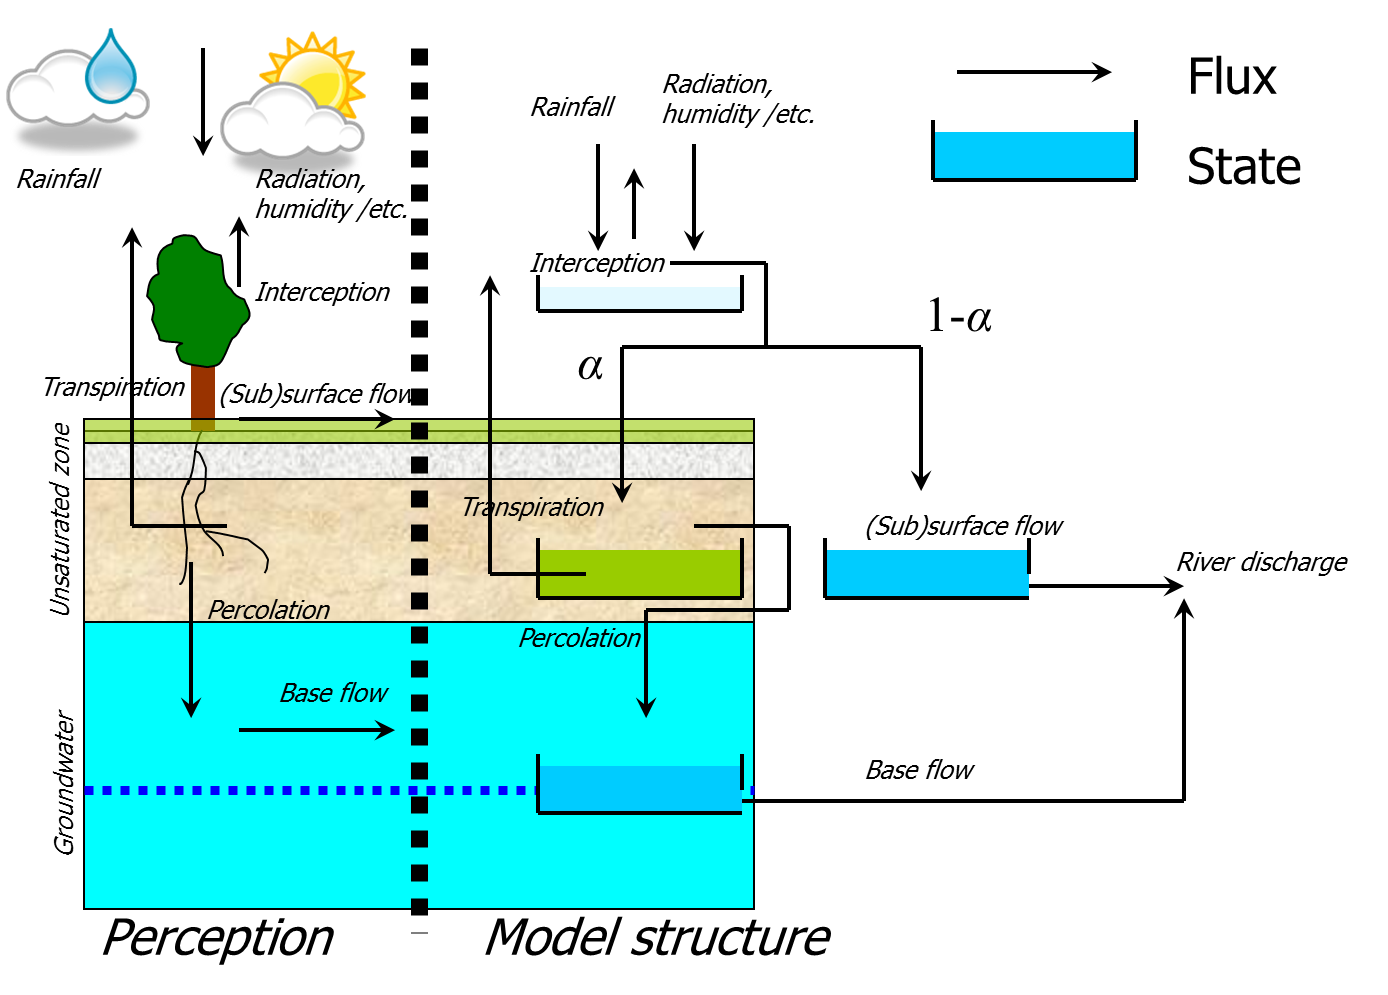 Rainfall
Radiation,
humidity /etc.
Interception
Transpiration
(Sub)surface flow
Unsaturated zone
Percolation
Base flow
Groundwater
Perception
Rainfall
Radiation,
humidity /etc.
Interception
α
1-α
Transpiration
(Sub)surface flow
River discharge
Percolation
Base flow
Model structure
Flux
State